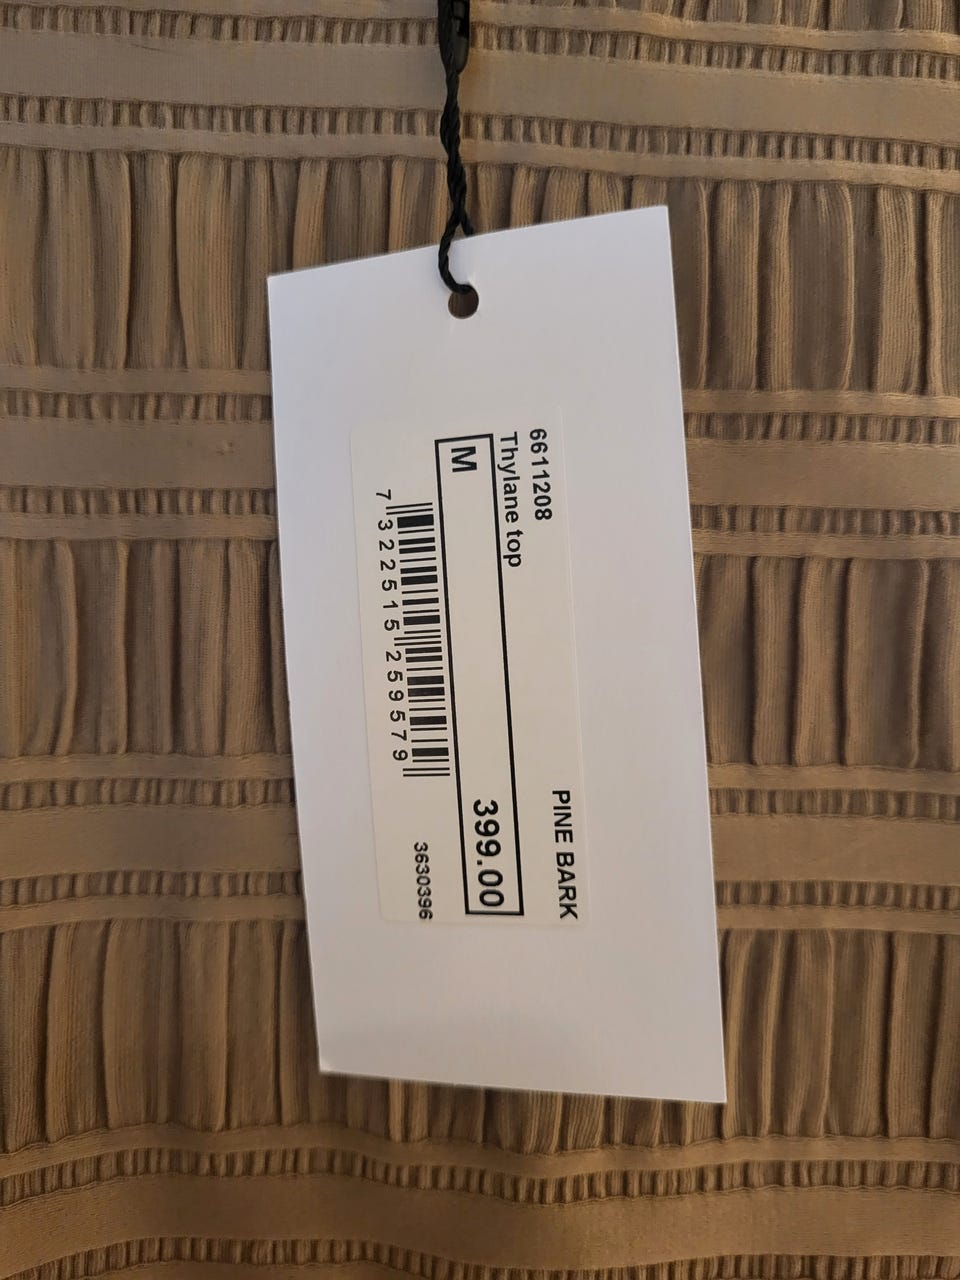 6611208 PINE BARK
Thylane top
M 399.00
7 322515 259579
3630396